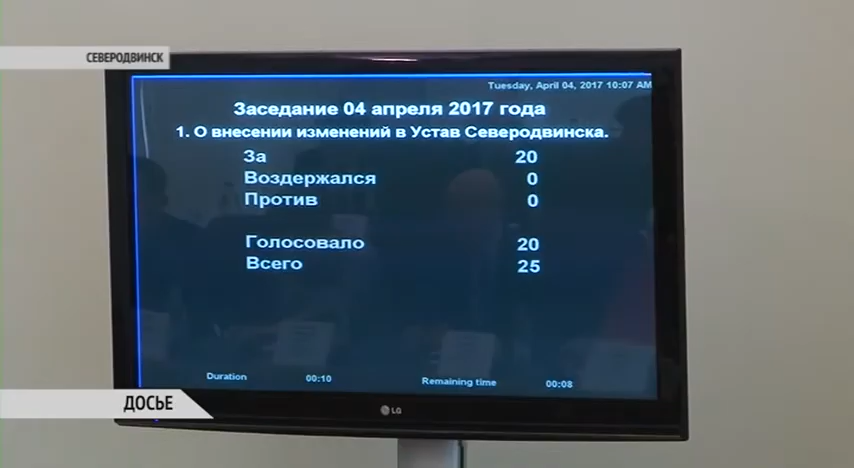 СЕВЕРОДВИНСК
Tuesday, April 04, 2017 10:07 AM
Заседание 04 апреля 2017 года
1. О внесении изменений в Устав Северодвинска.
За 20
Воздержался 0
Против 0
Голосовало 20
Всего 25
Duration 00:10 Remaining time 00:08
ДОСЬЕ
LG